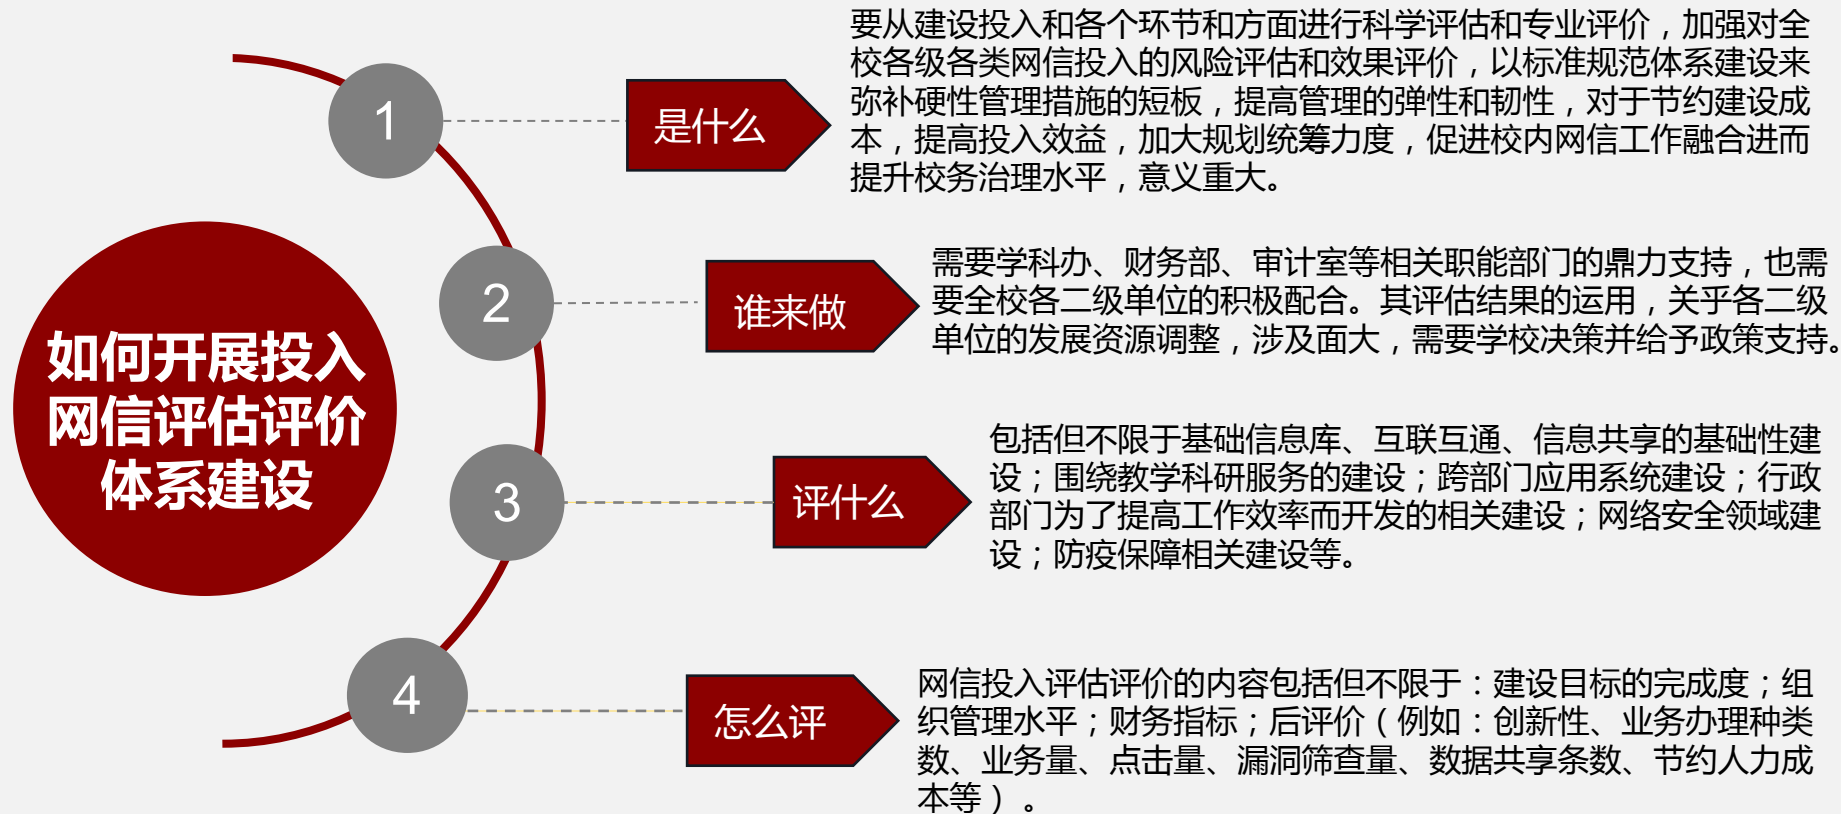 如何开展投入
网信评估评价
体系建设
1
是什么
要从建设投入和各个环节和方面进行科学评估和专业评价，加强对全
校各级各类网信投入的风险评估和效果评价，以标准规范体系建设来
弥补硬性管理措施的短板，提高管理的弹性和韧性，对于节约建设成
本，提高投入效益，加大规划统筹力度，促进校内网信工作融合进而
提升校务治理水平，意义重大。
2
谁来做
需要学科办、财务部、审计室等相关职能部门的鼎力支持，也需
要全校各二级单位的积极配合。其评估结果的运用，关乎各二级
单位的发展资源调整，涉及面大，需要学校决策并给予政策支持。
3
评什么
包括但不限于基础信息库、互联互通、信息共享的基础性建
设；围绕教学科研服务的建设；跨部门应用系统建设；行政
部门为了提高工作效率而开发的相关建设；网络安全领域建
设；防疫保障相关建设等。
4
怎么评
网信投入评估评价的内容包括但不限于：建设目标的完成度；组
织管理水平；财务指标；后评价（例如：创新性、业务办理种类
数、业务量、点击量、漏洞筛查量、数据共享条数、节约人力成
本等）。